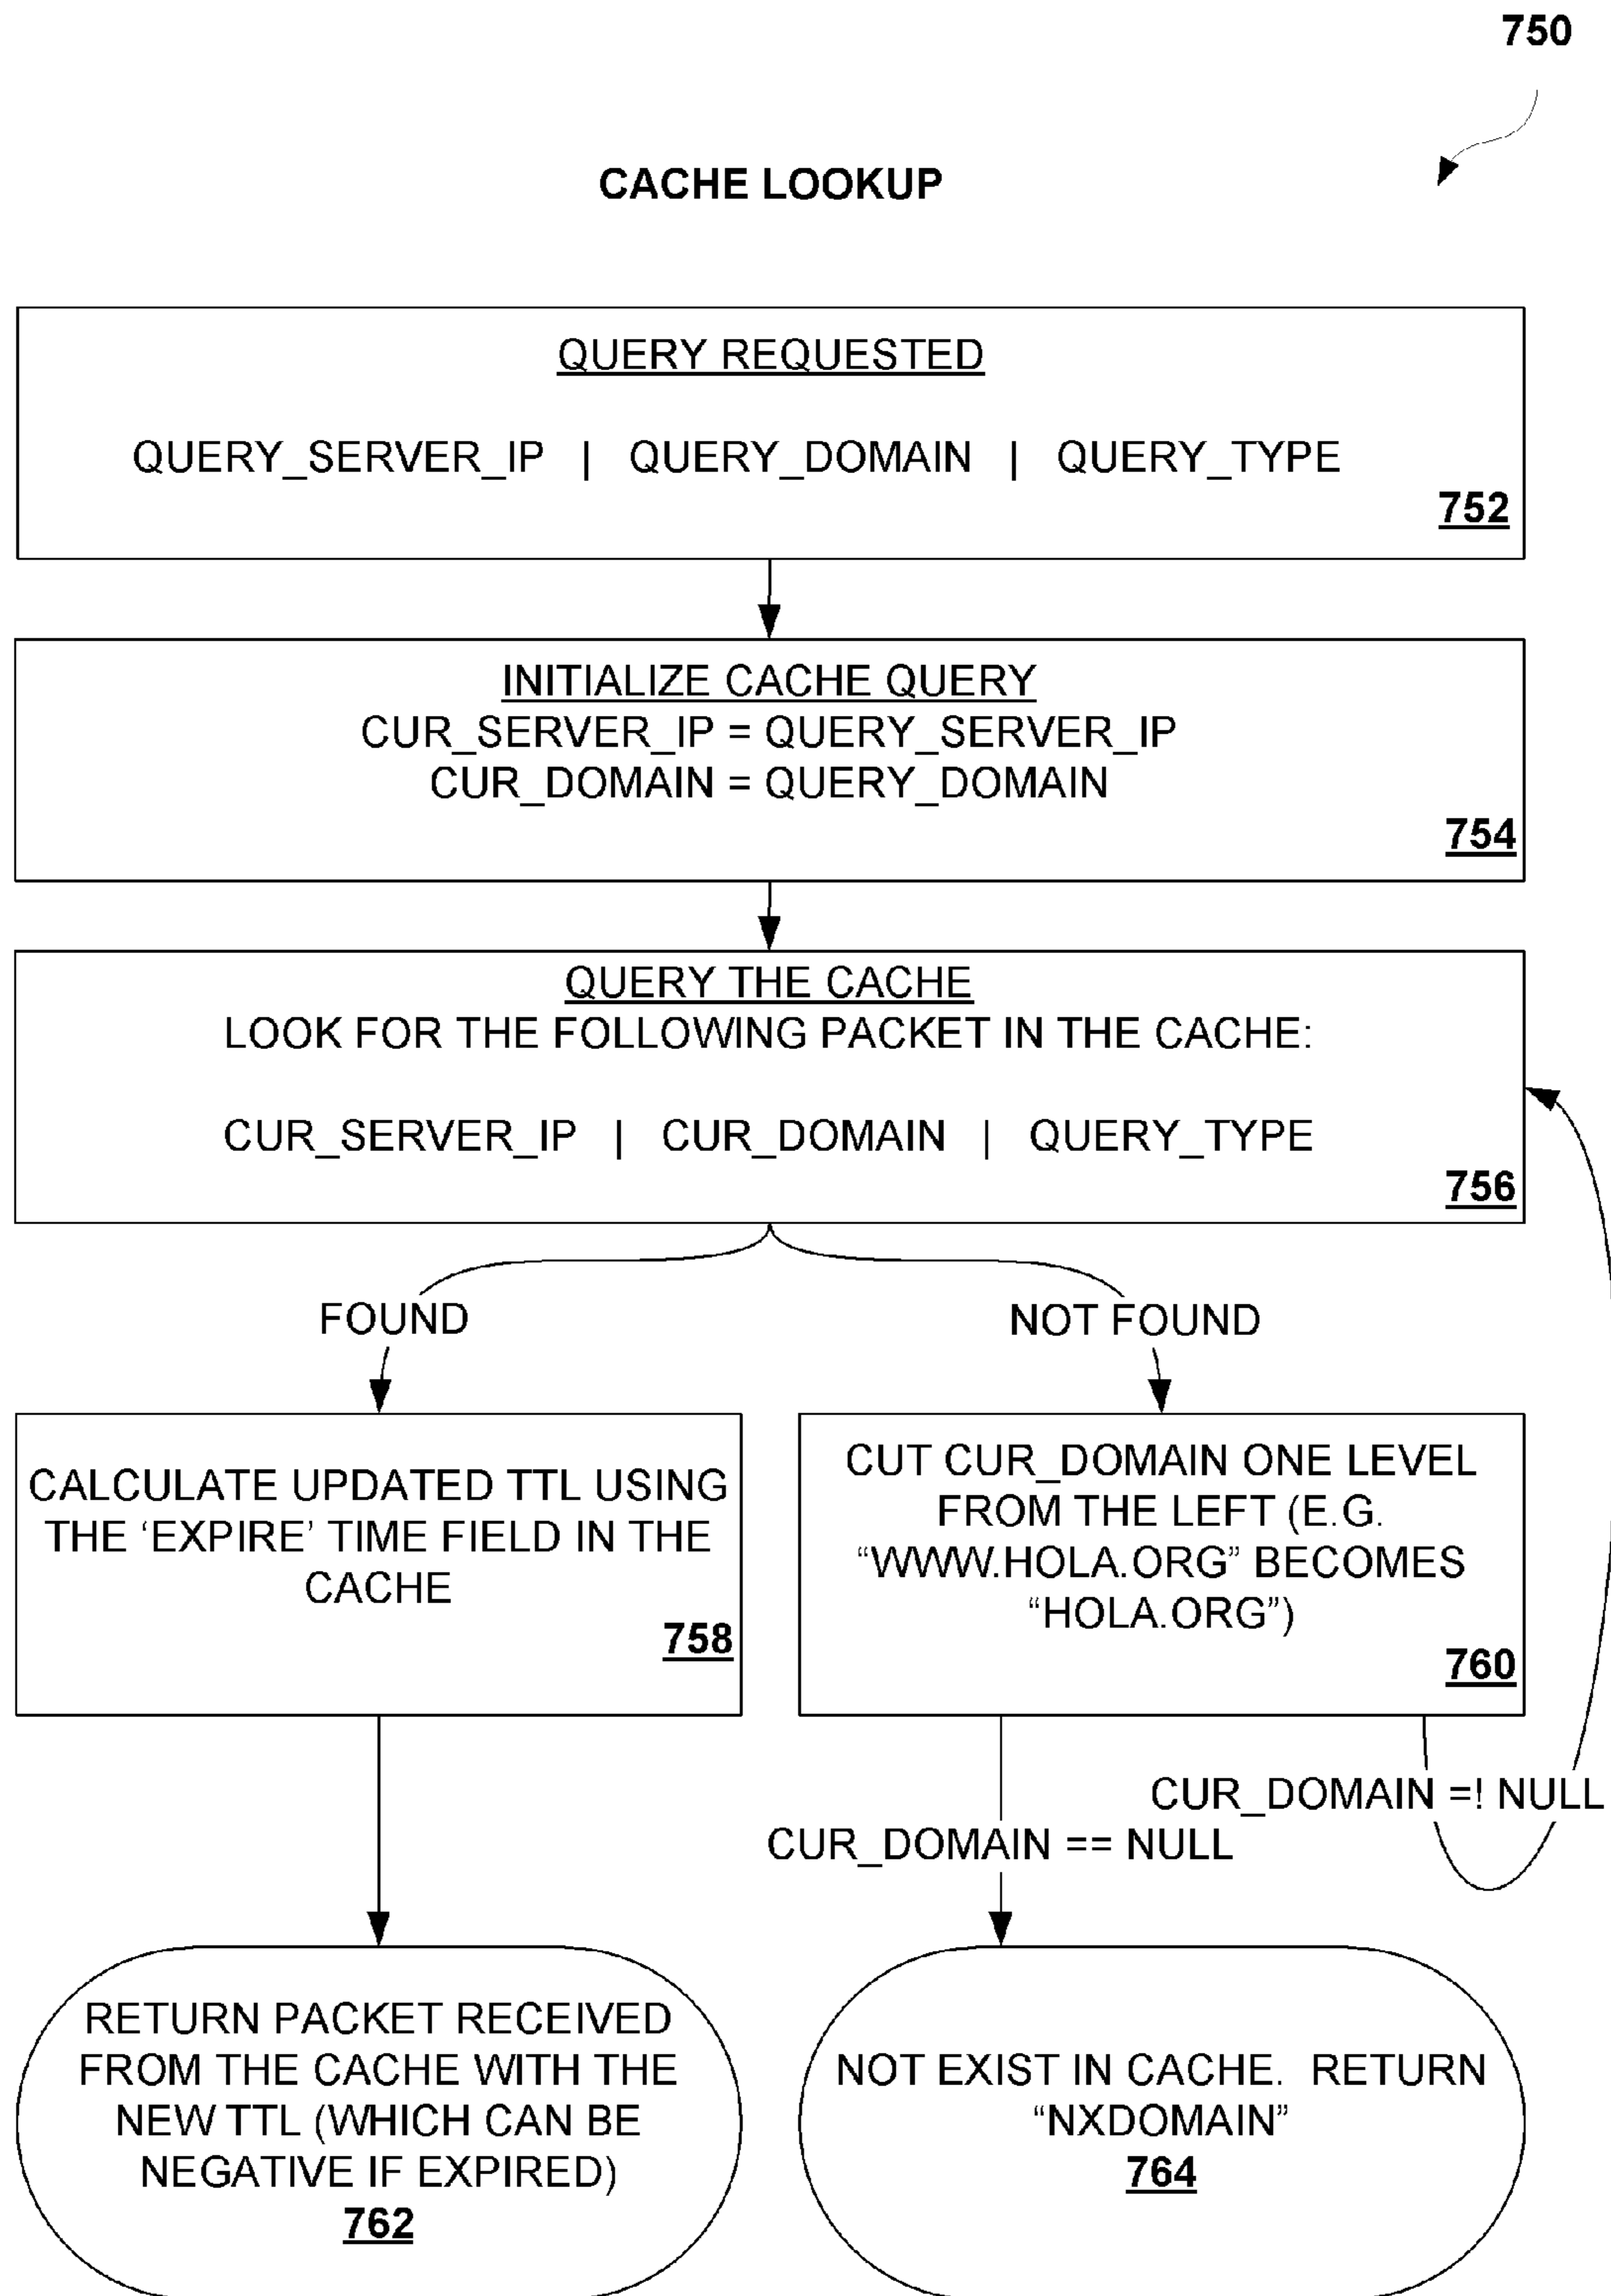 750
CACHE LOOKUP
QUERY REQUESTED
QUERY_SERVER_IP | QUERY_DOMAIN | QUERY_TYPE
752
INITIALIZE CACHE QUERY
CUR_SERVER_IP = QUERY_SERVER_IP
CUR_DOMAIN = QUERY_DOMAIN
754
QUERY THE CACHE
LOOK FOR THE FOLLOWING PACKET IN THE CACHE:
CUR_SERVER_IP | CUR_DOMAIN | QUERY_TYPE
756
FOUND
NOT FOUND
CALCULATE UPDATED TTL USING
THE ‘EXPIRE’ TIME FIELD IN THE
CACHE
758
CUT CUR_DOMAIN ONE LEVEL
FROM THE LEFT (E.G.
“WWW.HOLA.ORG” BECOMES
“HOLA.ORG”)
760
CUR_DOMAIN =! NULL
CUR_DOMAIN == NULL
RETURN PACKET RECEIVED
FROM THE CACHE WITH THE
NEW TTL (WHICH CAN BE
NEGATIVE IF EXPIRED)
762
NOT EXIST IN CACHE. RETURN
“NXDOMAIN”
764